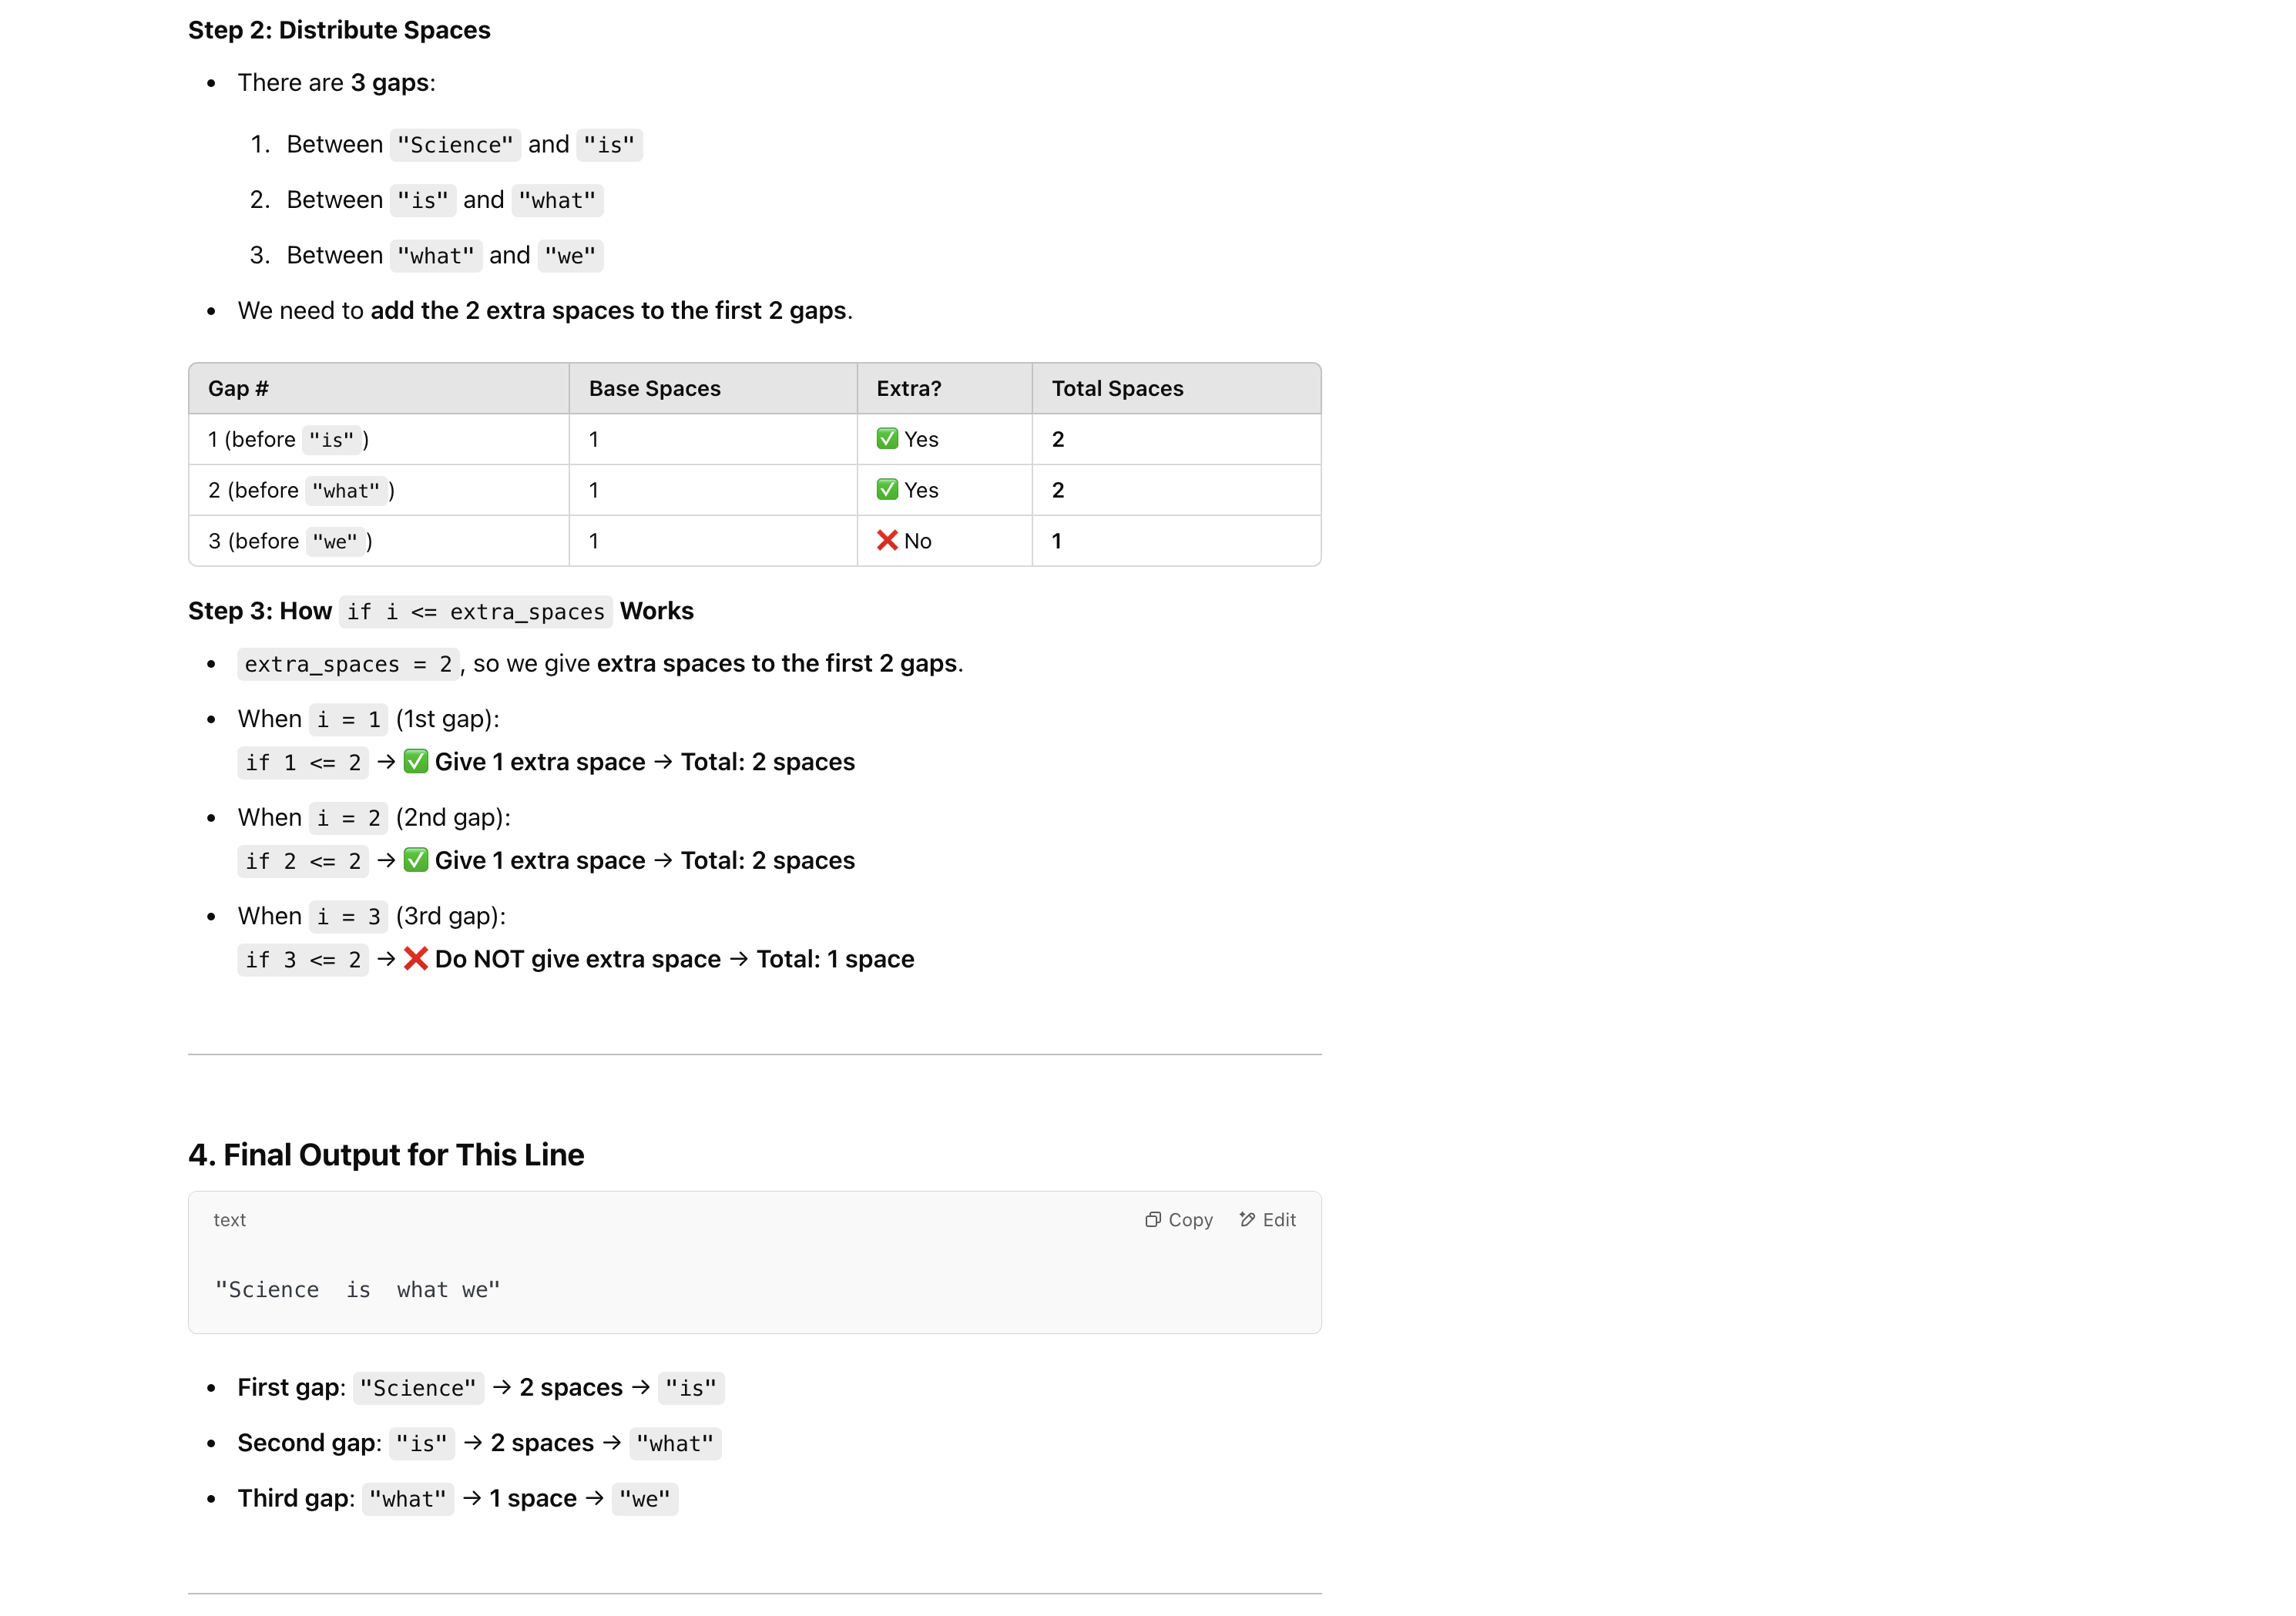 Step 2: Distribute Spaces
• There are 3 gaps:
1. Between "Science" and "is"
2. Between "is" and "what"
3. Between "what" and "we"
• We need to add the 2 extra spaces to the first 2 gaps.
Gap # Base Spaces Extra? Total Spaces
1 (before "is" ) 1 ✅ Yes 2
2 (before "what" ) 1 ✅ Yes 2
3 (before "we" ) 1 ❌ No 1
Step 3: How if i <= extra_spaces Works
• extra_spaces = 2 , so we give extra spaces to the first 2 gaps.
• When i = 1 (1st gap):
if 1 <= 2 → ✅ Give 1 extra space → Total: 2 spaces
• When i = 2 (2nd gap):
if 2 <= 2 → ✅ Give 1 extra space → Total: 2 spaces
• When i = 3 (3rd gap):
if 3 <= 2 → ❌ Do NOT give extra space → Total: 1 space
4. Final Output for This Line
text Copy Edit
"Science  is  what we"
• First gap: "Science" → 2 spaces → "is"
• Second gap: "is" → 2 spaces → "what"
• Third gap: "what" → 1 space → "we"